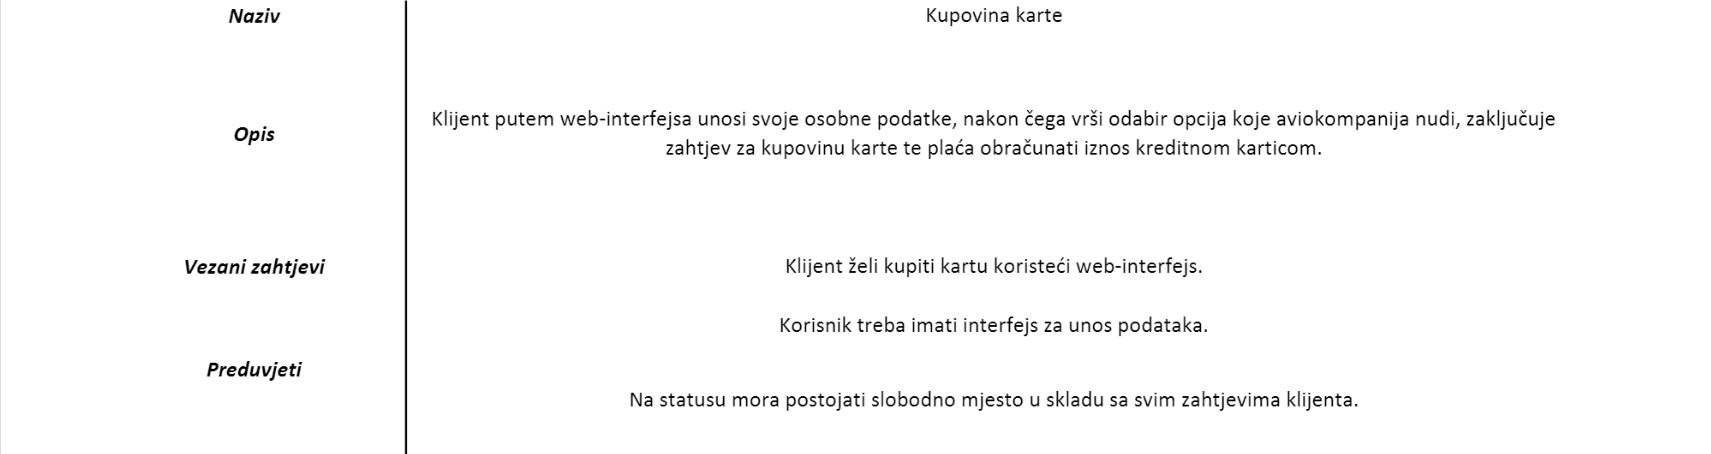 Naziv
Kupovina karte
Opis
Klijent putem web-interfejsa unosi svoje osobne podatke, nakon čega vrši odabir opcija koje aviokompanija nudi, zaključuje
zahtjev za kupovinu karte te plaća obračunati iznos kreditnom karticom.
Vezani zahtjevi
Klijent želi kupiti kartu koristeći web-interfejs.
Preduvjeti
Korisnik treba imati interfejs za unos podataka.
Na statusu mora postojati slobodno mjesto u skladu sa svim zahtjevima klijenta.